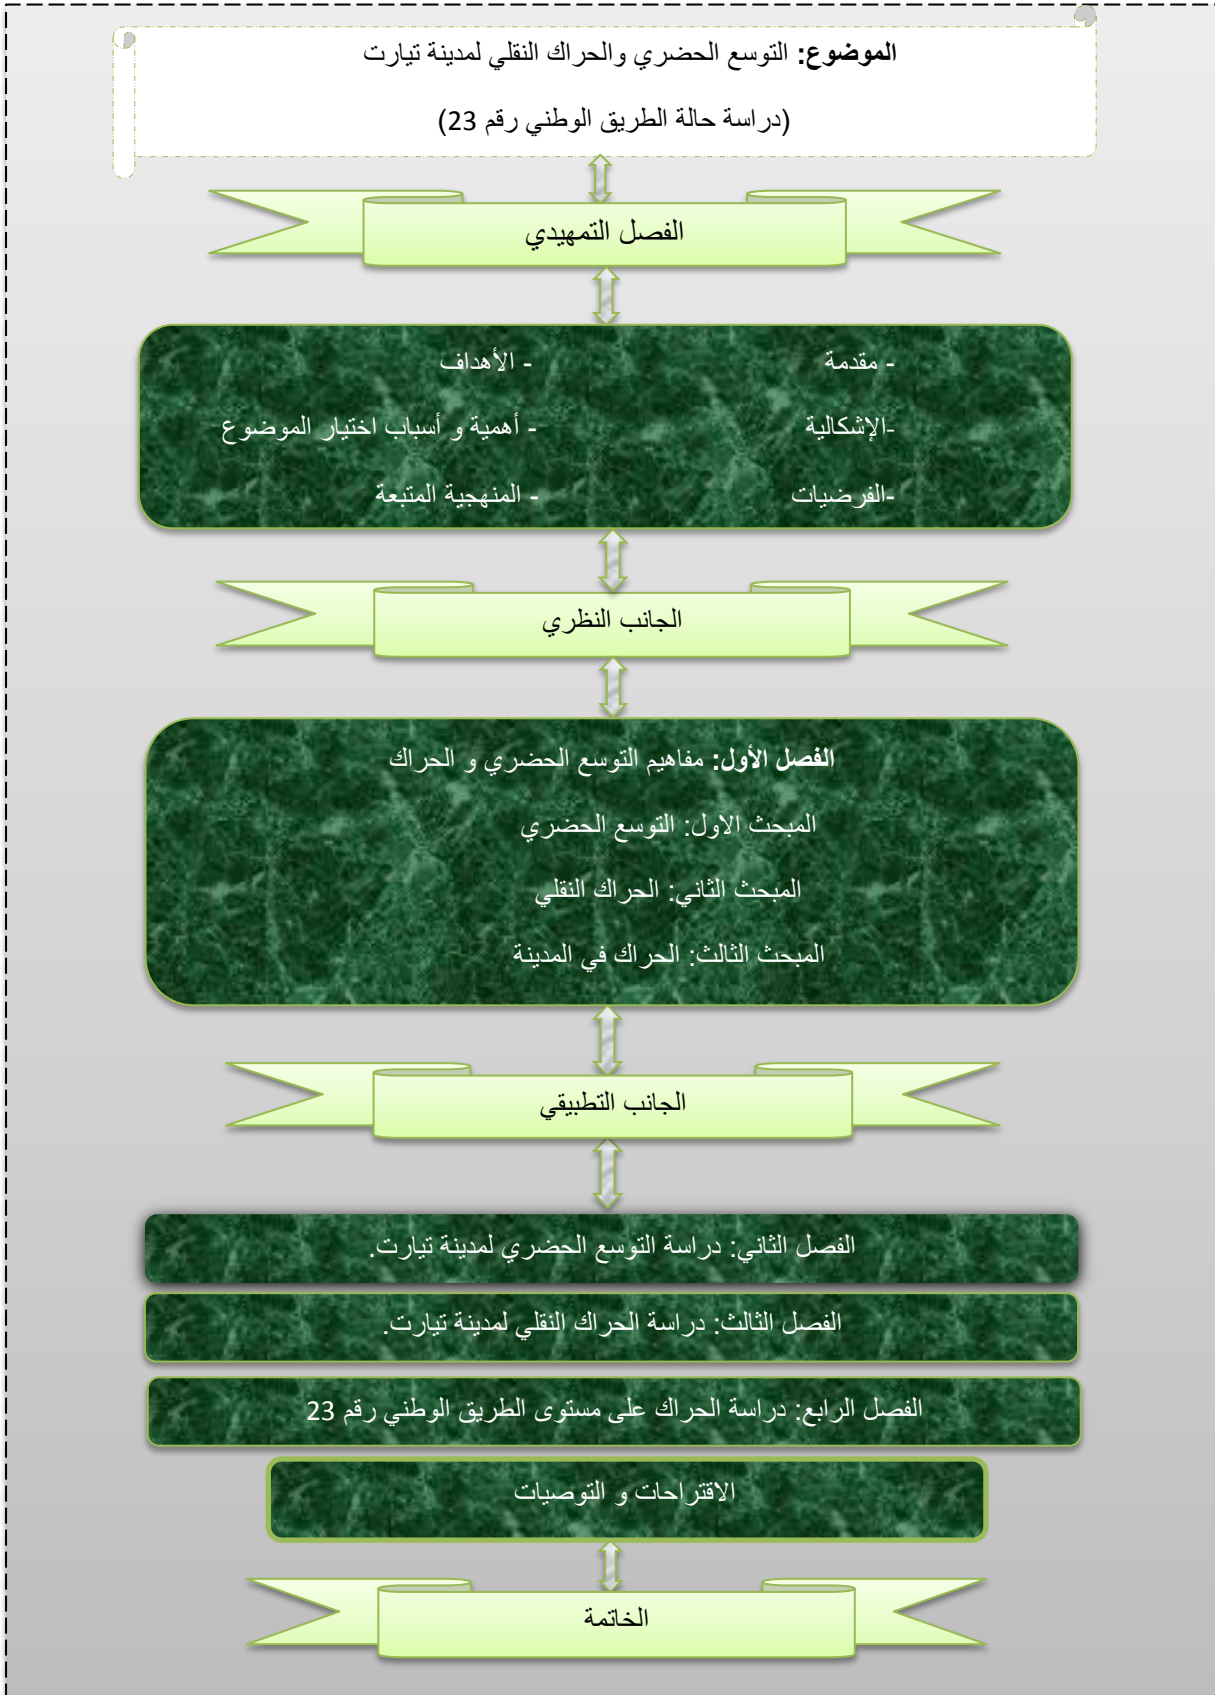 الموضوع: التوسع الحضري والحراك النقلي لمدينة تيارت
(دراسة حالة الطريق الوطني رقم 23)
الفصل التمهيدي
- مقدمة
- الأهداف
-الإشكالية
- أهمية و أسباب اختيار الموضوع
-الفرضيات
- المنهجية المتبعة
الجانب النظري
الفصل الأول: مفاهيم التوسع الحضري و الحراك
المبحث الاول: التوسع الحضري
المبحث الثاني: الحراك النقلي
المبحث الثالث: الحراك في المدينة
الجانب التطبيقي
الفصل الثاني: دراسة التوسع الحضري لمدينة تيارت.
الفصل الثالث: دراسة الحراك النقلي لمدينة تيارت.
الفصل الرابع: دراسة الحراك على مستوى الطريق الوطني رقم 23
الاقتراحات و التوصيات
الخاتمة